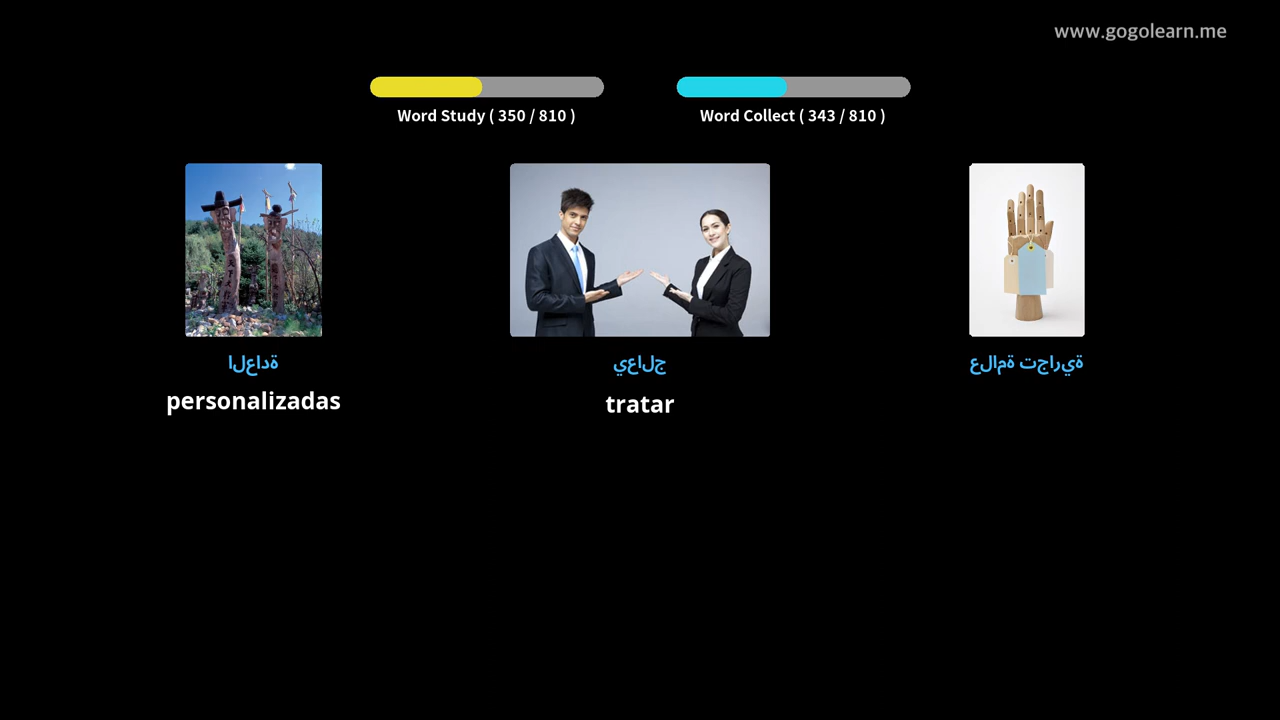 www.gogolearn.me
Word Study ( 350 / 810 )
Word Collect ( 343 / 810 )
العادة
personalizadas
يعالج
tratar
علامة تجارية